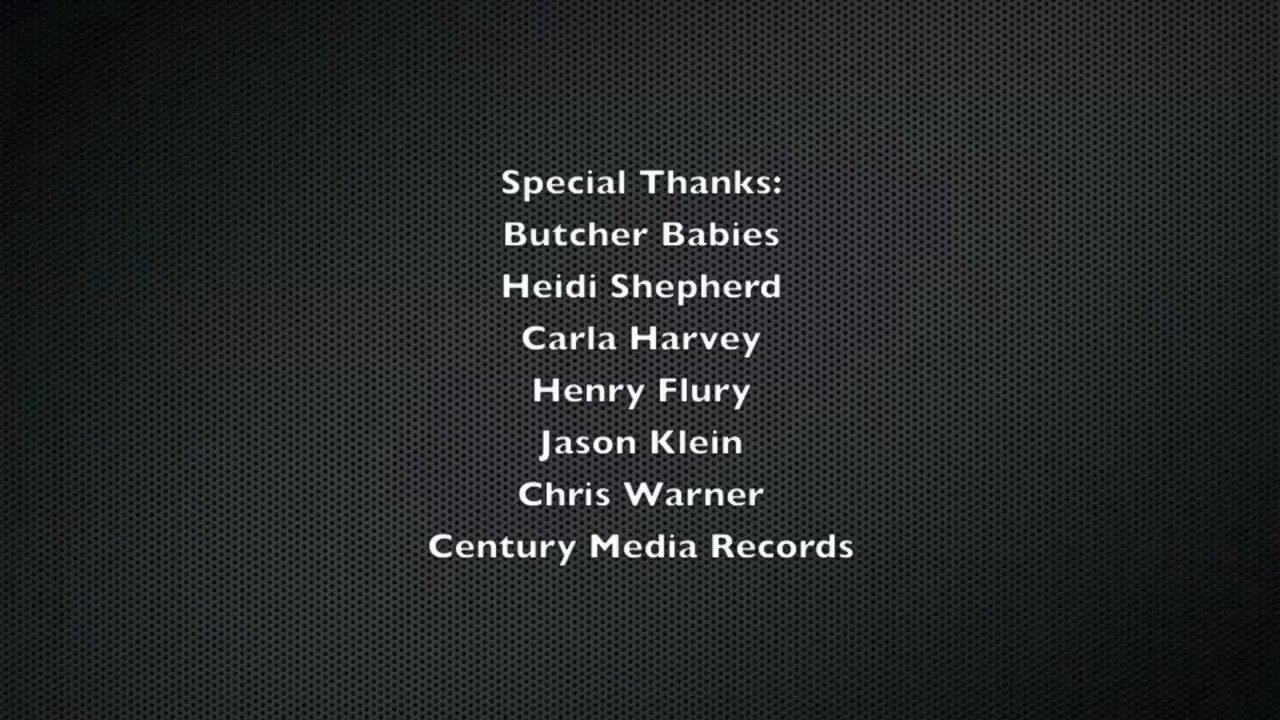 Special Thanks:
Butcher Babies
Heidi Shepherd
Carla Harvey
Henry Flury
Jason Klein
Chris Warner
Century Media Records